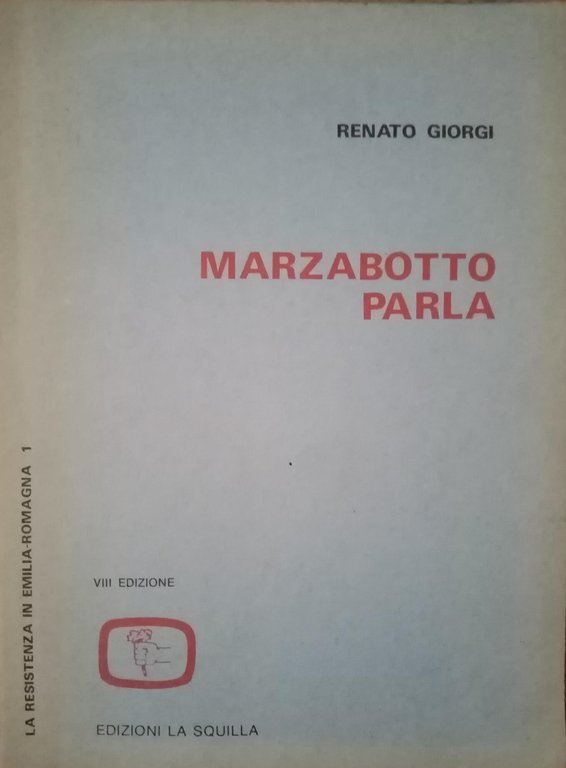 RENATO GIORGI
MARZABOTTO
PARLA
LA RESISTENZA IN EMILIA-ROMAGNA 1
VIII EDIZIONE
EDIZIONI LA SQUILLA